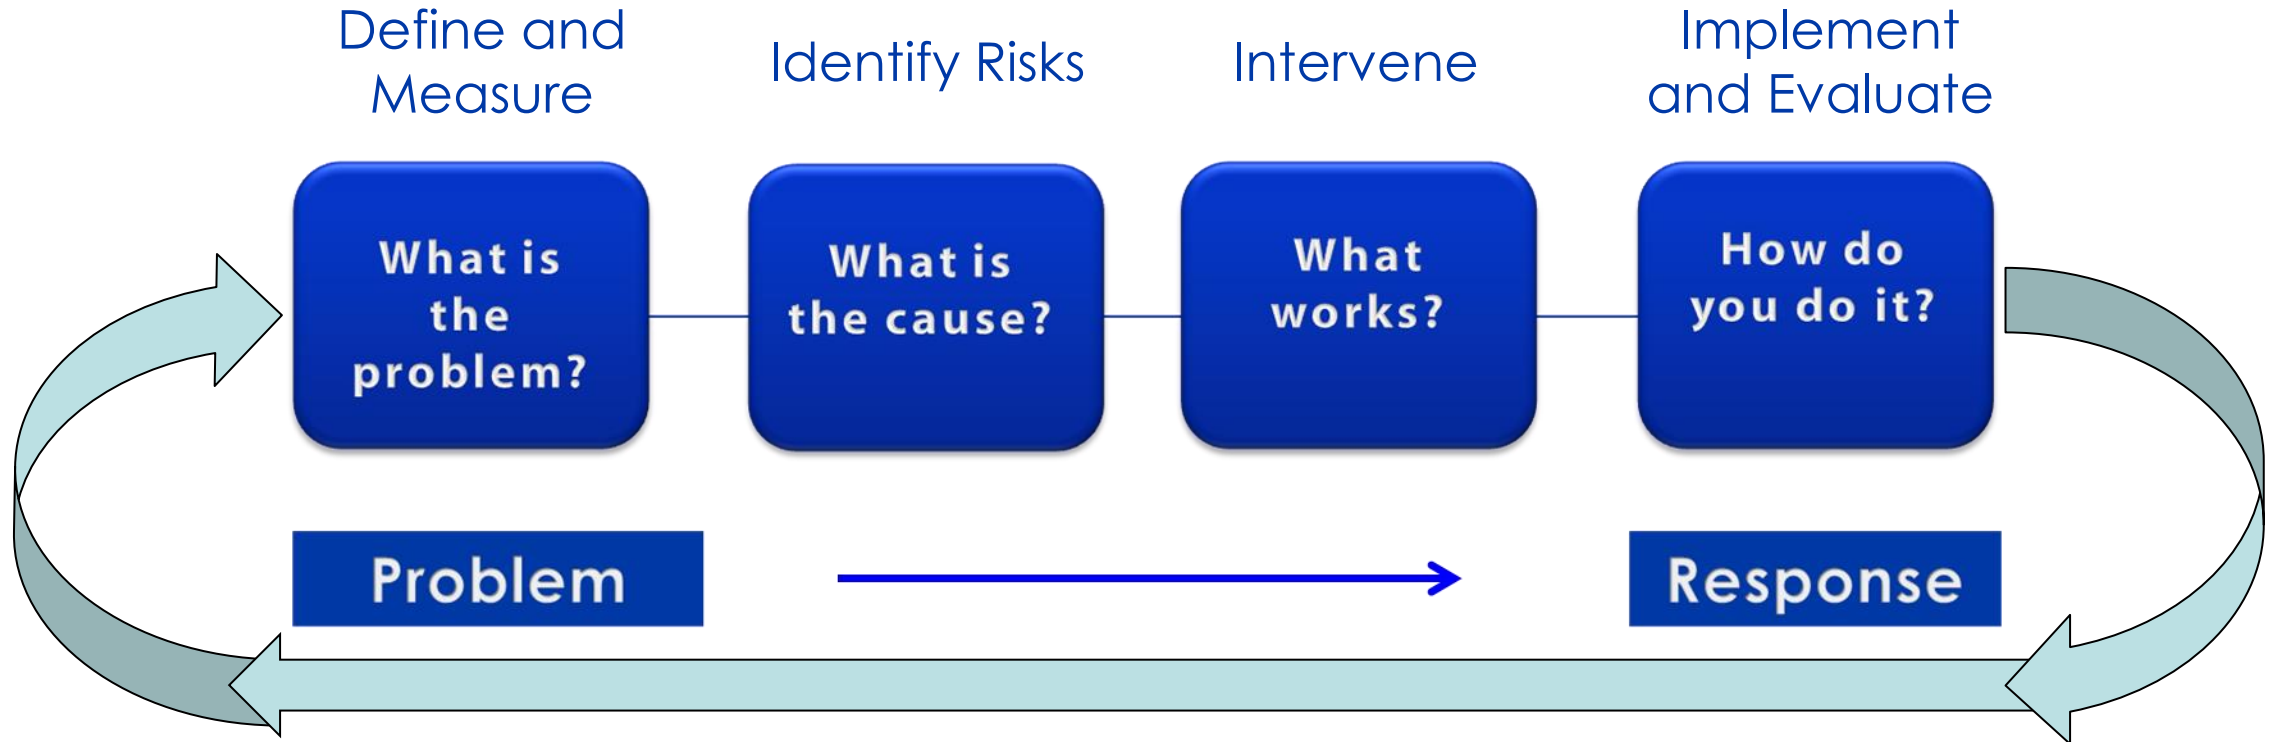 Define and
Measure
Identify Risks
Intervene
Implement
and Evaluate
What is
the
problem?
What is
the cause?
What
works?
How do
you do it?
Problem
Response